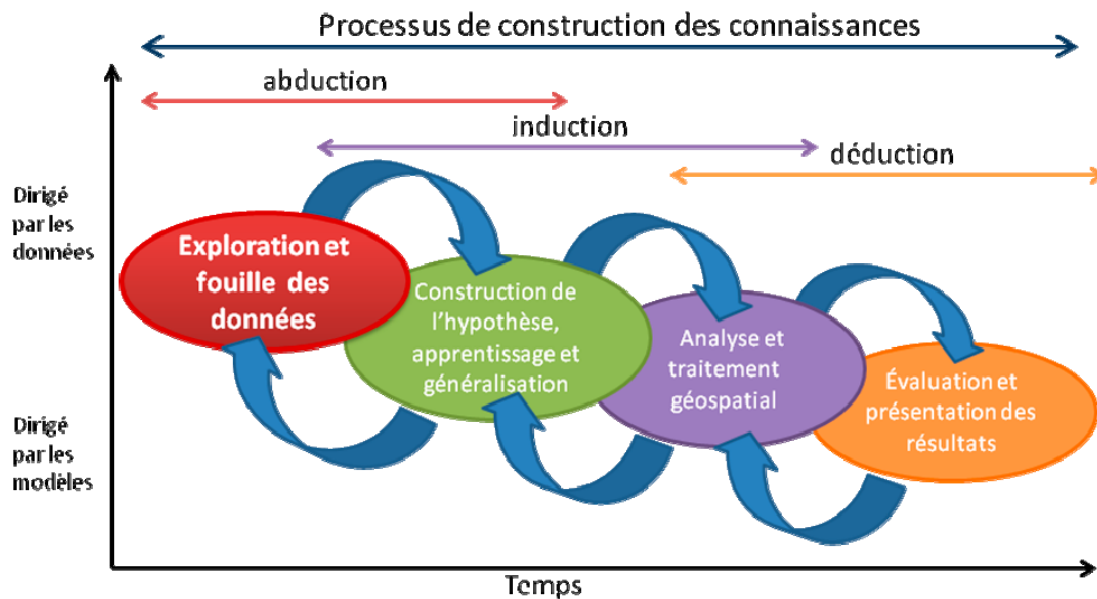 Processus de construction des connaissances
abduction
induction
déduction
Dirigé
par les
données
Exploration et
fouille des
données
Construction de
l'hypothèse,
apprentissage et
généralisation
Analyse et
traitement
géospatial
Évaluation et
présentation des
résultats
Dirigé
par les
modèles
Temps